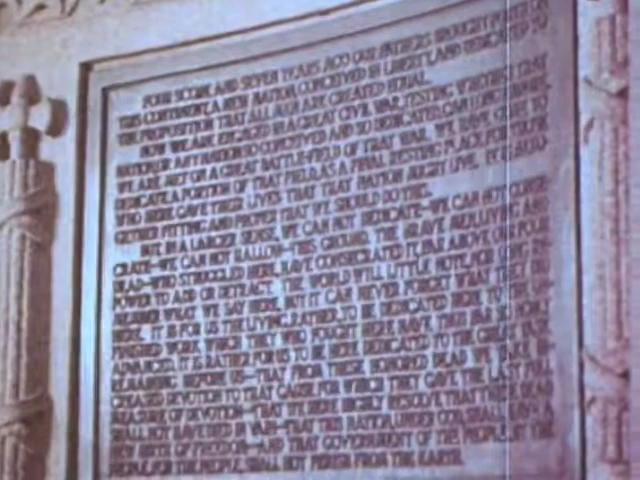 FOUR SCORE AND SEVEN YEARS AGO OUR FATHERS BROUGHT FORTH ON
THIS CONTINENT A NEW NATION CONCEIVED IN LIBERTY AND DEDICATED TO
THE PROPOSITION THAT ALL MEN ARE CREATED EQUAL·
NOW WE ARE ENGAGED IN A GREAT CIVIL WAR TESTING WHETHER THAT
NATION OR ANY NATION SO CONCEIVED AND SO DEDICATED CAN LONG ENDURE·
WE ARE MET ON A GREAT BATTLE-FIELD OF THAT WAR· WE HAVE COME TO
DEDICATE A PORTION OF THAT FIELD AS A FINAL RESTING PLACE FOR THOSE
WHO HERE GAVE THEIR LIVES THAT THAT NATION MIGHT LIVE· IT IS ALTO-
GETHER FITTING AND PROPER THAT WE SHOULD DO THIS·
BUT IN A LARGER SENSE WE CAN NOT DEDICATE—WE CAN NOT CONSE-
CRATE—WE CAN NOT HALLOW—THIS GROUND· THE BRAVE MEN LIVING AND
DEAD—WHO STRUGGLED HERE HAVE CONSECRATED IT FAR ABOVE OUR POOR
POWER TO ADD OR DETRACT· THE WORLD WILL LITTLE NOTE NOR LONG RE-
MEMBER WHAT WE SAY HERE BUT IT CAN NEVER FORGET WHAT THEY DID
HERE· IT IS FOR US THE LIVING RATHER TO BE DEDICATED HERE TO THE UN-
FINISHED WORK WHICH THEY WHO FOUGHT HERE HAVE THUS FAR SO NOBLY
ADVANCED· IT IS RATHER FOR US TO BE HERE DEDICATED TO THE GREAT TASK
REMAINING BEFORE US—THAT FROM THESE HONORED DEAD WE TAKE IN-
CREASED DEVOTION TO THAT CAUSE FOR WHICH THEY GAVE THE LAST FULL
MEASURE OF DEVOTION—THAT WE HERE HIGHLY RESOLVE THAT THESE DEAD
SHALL NOT HAVE DIED IN VAIN—THAT THIS NATION UNDER GOD SHALL HAVE A
NEW BIRTH OF FREEDOM—AND THAT GOVERNMENT OF THE PEOPLE BY THE
PEOPLE FOR THE PEOPLE SHALL NOT PERISH FROM THE EARTH·